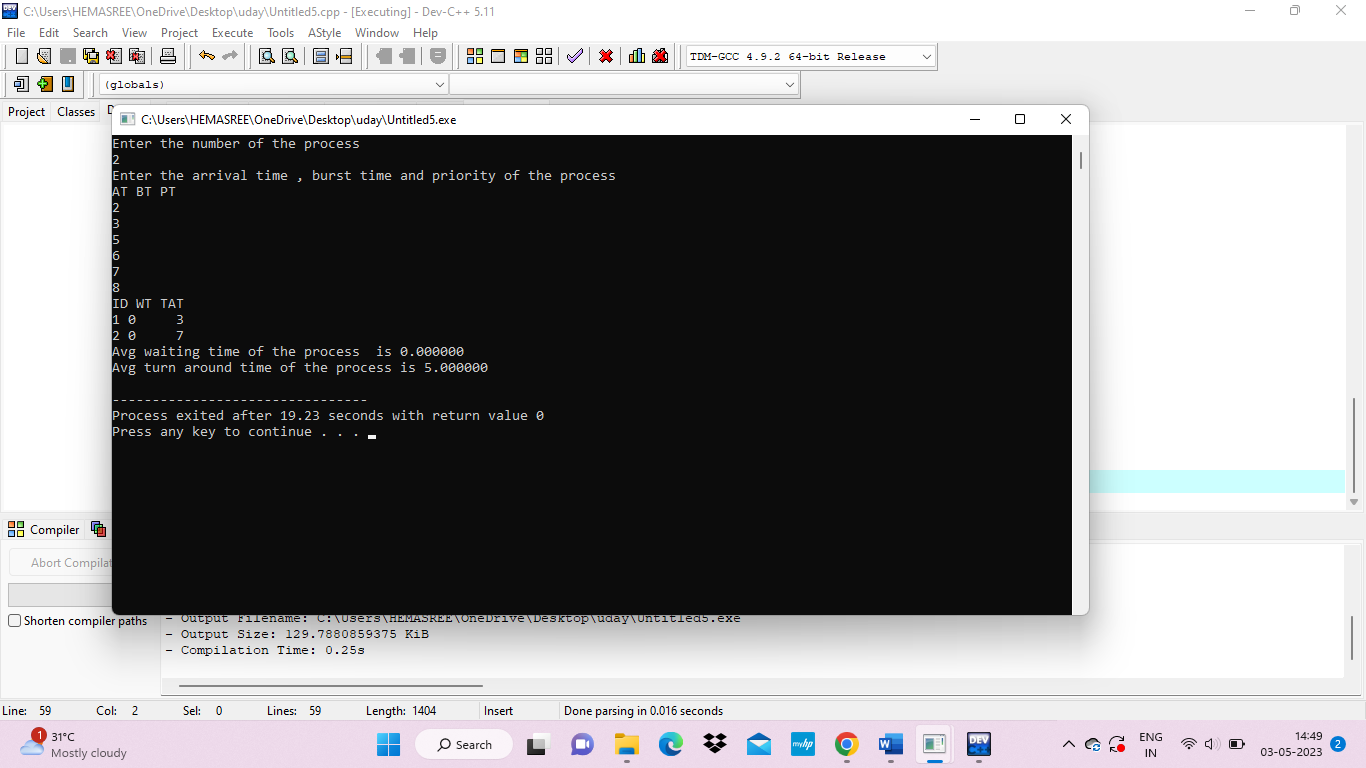 C:\Users\HEMASREE\OneDrive\Desktop\uday\Untitled5.cpp - [Executing] - Dev-C++ 5.11
File Edit Search View Project Execute Tools AStyle Window Help
TDM-GCC 4.9.2 64-bit Release
(globals)
Project Classes
C:\Users\HEMASREE\OneDrive\Desktop\uday\Untitled5.exe
Enter the number of the process
2
Enter the arrival time , burst time and priority of the process
AT BT PT
2
3
5
6
7
8
ID WT TAT
1 0     3
2 0     7
Avg waiting time of the process  is 0.000000
Avg turn around time of the process is 5.000000
--------------------------------
Process exited after 19.23 seconds with return value 0
Press any key to continue . . .
Compiler
Abort Compilat
Shorten compiler paths
- Output Filename: C:\Users\HEMASREE\OneDrive\Desktop\uday\Untitled5.exe
- Output Size: 129.7880859375 KiB
- Compilation Time: 0.25s
Line: 59 Col: 2 Sel: 0 Lines: 59 Length: 1404 Insert Done parsing in 0.016 seconds
1
31°C
Mostly cloudy
Search
myhp
W
DEV
ENG
IN
14:49
03-05-2023
2